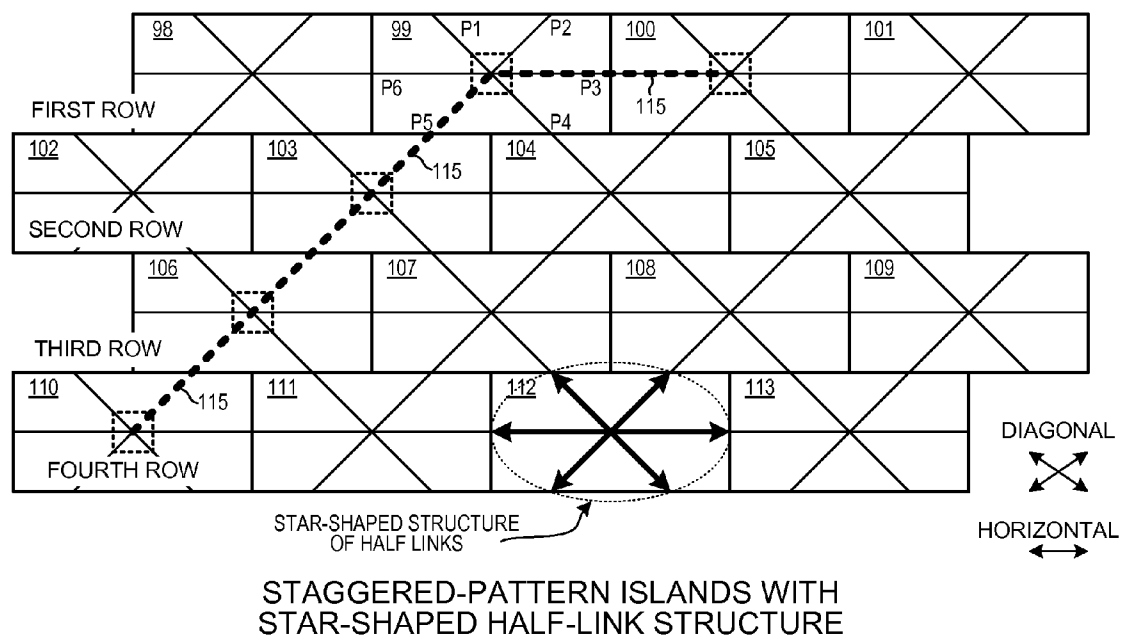 98 99 P1 P2 100 101
P6 P3 115
FIRST ROW P5 P4
102 103 115 104 105
SECOND ROW
106 107 108 109
THIRD ROW
110 115 111 112 113
FOURTH ROW
DIAGONAL
STAR-SHAPED STRUCTURE
OF HALF LINKS
HORIZONTAL
STAGGERED-PATTERN ISLANDS WITH
STAR-SHAPED HALF-LINK STRUCTURE